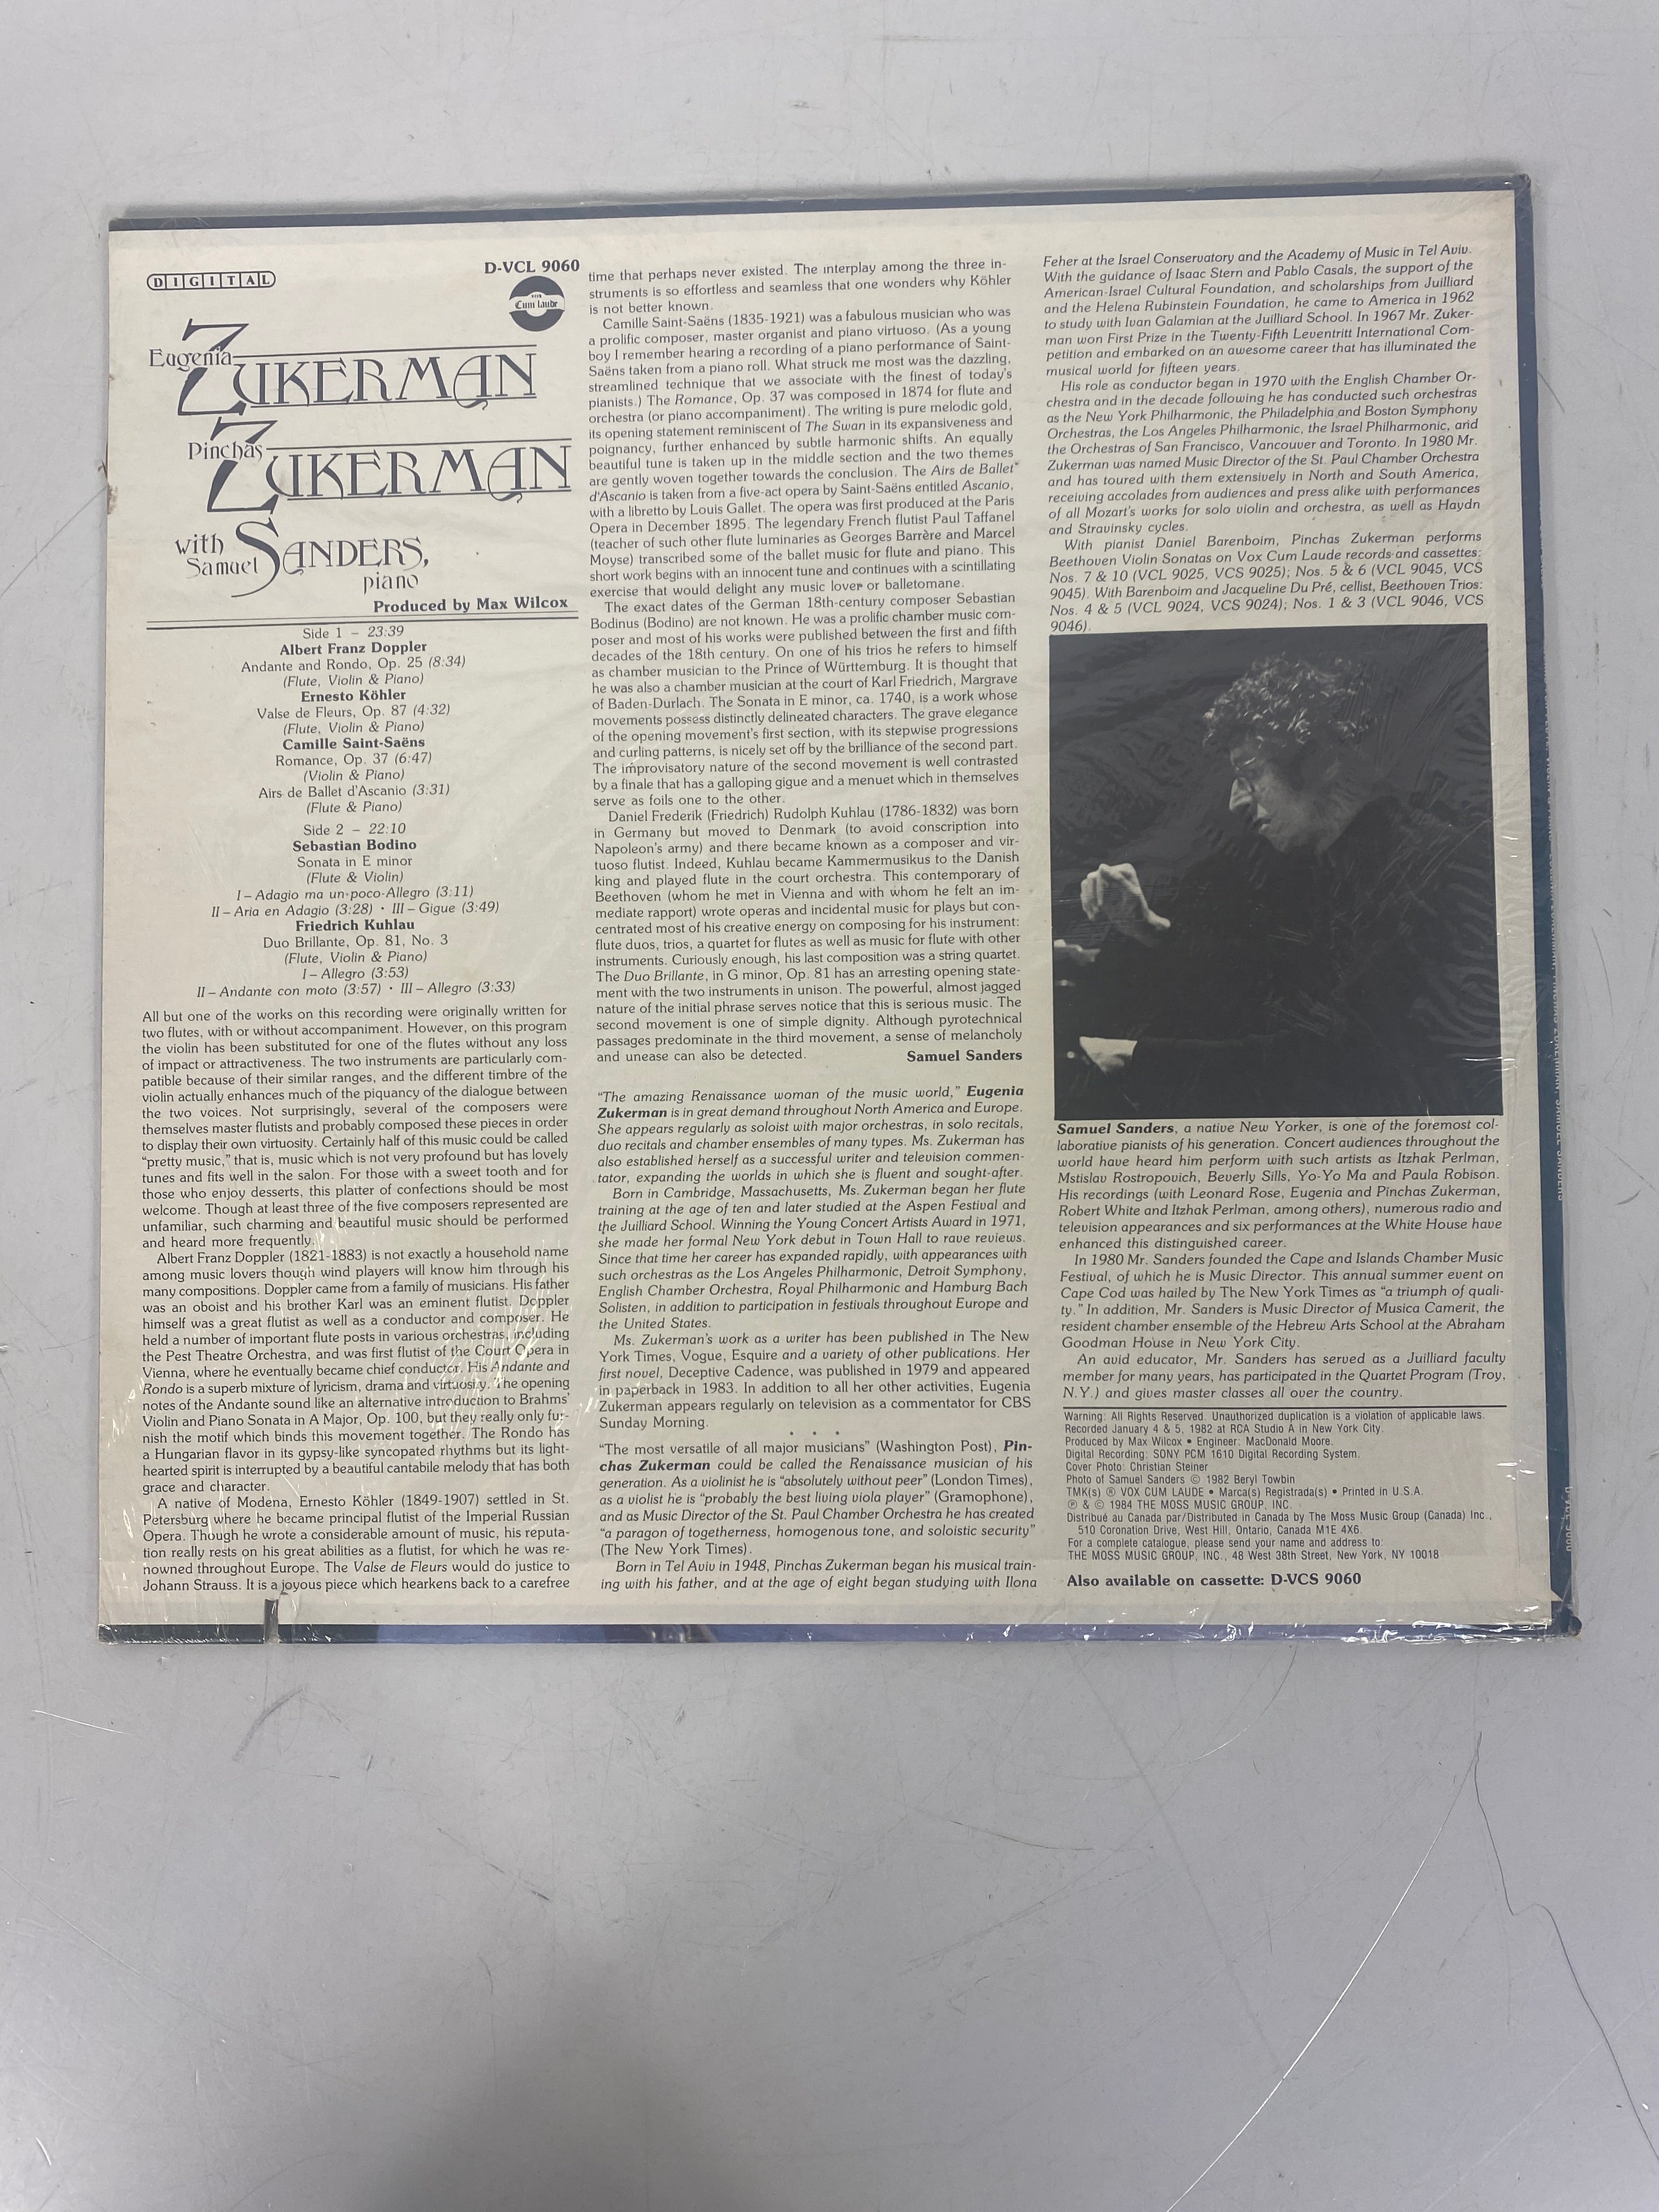 DIGITAL
D-VCL 9060
Cum laude
Eugenia
ZUKERMAN
Pinchas
ZUKERMAN
with
Samuel SANDERS,
piano
Produced by Max Wilcox
Side 1 – 23:39
Albert Franz Doppler
Andante and Rondo, Op. 25 (8:34)
(Flute, Violin & Piano)
Ernesto Köhler
Valse de Fleurs, Op. 87 (4:32)
(Flute, Violin & Piano)
Camille Saint-Saëns
Romance, Op. 37 (6:47)
(Violin & Piano)
Airs de Ballet d'Ascanio (3:31)
(Flute & Piano)
Side 2 – 22:10
Sebastian Bodino
Sonata in E minor
(Flute & Violin)
I – Adagio ma un poco-Allegro (3:11)
II – Aria en Adagio (3:28) • III – Gigue (3:49)
Friedrich Kuhlau
Duo Brillante, Op. 81, No. 3
(Flute, Violin & Piano)
I – Allegro (3:53)
II – Andante con moto (3:57) • III – Allegro (3:33)
All but one of the works on this recording were originally written for
two flutes, with or without accompaniment. However, on this program
the violin has been substituted for one of the flutes without any loss
of impact or attractiveness. The two instruments are particularly com-
patible because of their similar ranges, and the different timbre of the
violin actually enhances much of the piquancy of the dialogue between
the two voices. Not surprisingly, several of the composers were
themselves master flutists and probably composed these pieces in order
to display their own virtuosity. Certainly half of this music could be called
“pretty music,” that is, music which is not very profound but has lovely
tunes and fits well in the salon. For those with a sweet tooth and for
those who enjoy desserts, this platter of confections should be most
welcome. Though at least three of the five composers represented are
unfamiliar, such charming and beautiful music should be performed
and heard more frequently.
Albert Franz Doppler (1821-1883) is not exactly a household name
among music lovers though wind players will know him through his
many compositions. Doppler came from a family of musicians. His father
was an oboist and his brother Karl was an eminent flutist. Doppler
himself was a great flutist as well as a conductor and composer. He
held a number of important flute posts in various orchestras, including
the Pest Theatre Orchestra, and was first flutist of the Court Opera in
Vienna, where he eventually became chief conductor. His Andante and
Rondo is a superb mixture of lyricism, drama and virtuosity. The opening
notes of the Andante sound like an alternative introduction to Brahms'
Violin and Piano Sonata in A Major, Op. 100, but they really only fur-
nish the motif which binds this movement together. The Rondo has
a Hungarian flavor in its gypsy-like syncopated rhythms but its light-
hearted spirit is interrupted by a beautiful cantabile melody that has both
grace and character.
A native of Modena, Ernesto Köhler (1849-1907) settled in St.
Petersburg where he became principal flutist of the Imperial Russian
Opera. Though he wrote a considerable amount of music, his reputa-
tion really rests on his great abilities as a flutist, for which he was re-
nowned throughout Europe. The Valse de Fleurs would do justice to
Johann Strauss. It is a joyous piece which hearkens back to a carefree
time that perhaps never existed. The interplay among the three in-
struments is so effortless and seamless that one wonders why Köhler
is not better known.
Camille Saint-Saëns (1835-1921) was a fabulous musician who was
a prolific composer, master organist and piano virtuoso. (As a young
boy I remember hearing a recording of a piano performance of Saint-
Saëns taken from a piano roll. What struck me most was the dazzling,
streamlined technique that we associate with the finest of today's
pianists.) The Romance, Op. 37 was composed in 1874 for flute and
orchestra (or piano accompaniment). The writing is pure melodic gold,
its opening statement reminiscent of The Swan in its expansiveness and
poignancy, further enhanced by subtle harmonic shifts. An equally
beautiful tune is taken up in the middle section and the two themes
are gently woven together towards the conclusion. The Airs de Ballet
d'Ascanio is taken from a five-act opera by Saint-Saëns entitled Ascanio,
with a libretto by Louis Gallet. The opera was first produced at the Paris
Opera in December 1895. The legendary French flutist Paul Taffanel
(teacher of such other flute luminaries as Georges Barrère and Marcel
Moyse) transcribed some of the ballet music for flute and piano. This
short work begins with an innocent tune and continues with a scintillating
exercise that would delight any music lover or balletomane.
The exact dates of the German 18th-century composer Sebastian
Bodinus (Bodino) are not known. He was a prolific chamber music com-
poser and most of his works were published between the first and fifth
decades of the 18th century. On one of his trios he refers to himself
as chamber musician to the Prince of Württemburg. It is thought that
he was also a chamber musician at the court of Karl Friedrich, Margrave
of Baden-Durlach. The Sonata in E minor, ca. 1740, is a work whose
movements possess distinctly delineated characters. The grave elegance
of the opening movement's first section, with its stepwise progressions
and curling patterns, is nicely set off by the brilliance of the second part.
The improvisatory nature of the second movement is well contrasted
by a finale that has a galloping gigue and a menuet which in themselves
serve as foils one to the other.
Daniel Frederik (Friedrich) Rudolph Kuhlau (1786-1832) was born
in Germany but moved to Denmark (to avoid conscription into
Napoleon's army) and there became known as a composer and vir-
tuoso flutist. Indeed, Kuhlau became Kammermusikus to the Danish
king and played flute in the court orchestra. This contemporary of
Beethoven (whom he met in Vienna and with whom he felt an im-
mediate rapport) wrote operas and incidental music for plays but con-
centrated most of his creative energy on composing for his instrument:
flute duos, trios, a quartet for flutes as well as music for flute with other
instruments. Curiously enough, his last composition was a string quartet.
The Duo Brillante, in G minor, Op. 81 has an arresting opening state-
ment with the two instruments in unison. The powerful, almost jagged
nature of the initial phrase serves notice that this is serious music. The
second movement is one of simple dignity. Although pyrotechnical
passages predominate in the third movement, a sense of melancholy
and unease can also be detected. Samuel Sanders
“The amazing Renaissance woman of the music world,” Eugenia
Zukerman is in great demand throughout North America and Europe.
She appears regularly as soloist with major orchestras, in solo recitals,
duo recitals and chamber ensembles of many types. Ms. Zukerman has
also established herself as a successful writer and television commen-
tator, expanding the worlds in which she is fluent and sought-after.
Born in Cambridge, Massachusetts, Ms. Zukerman began her flute
training at the age of ten and later studied at the Aspen Festival and
the Juilliard School. Winning the Young Concert Artists Award in 1971,
she made her formal New York debut in Town Hall to rave reviews.
Since that time her career has expanded rapidly, with appearances with
such orchestras as the Los Angeles Philharmonic, Detroit Symphony,
English Chamber Orchestra, Royal Philharmonic and Hamburg Bach
Solisten, in addition to participation in festivals throughout Europe and
the United States.
Ms. Zukerman's work as a writer has been published in The New
York Times, Vogue, Esquire and a variety of other publications. Her
first novel, Deceptive Cadence, was published in 1979 and appeared
in paperback in 1983. In addition to all her other activities, Eugenia
Zukerman appears regularly on television as a commentator for CBS
Sunday Morning.
• • •
“The most versatile of all major musicians” (Washington Post), Pin-
chas Zukerman could be called the Renaissance musician of his
generation. As a violinist he is “absolutely without peer” (London Times),
as a violist he is “probably the best living viola player” (Gramophone),
and as Music Director of the St. Paul Chamber Orchestra he has created
“a paragon of togetherness, homogenous tone, and soloistic security”
(The New York Times).
Born in Tel Aviv in 1948, Pinchas Zukerman began his musical train-
ing with his father, and at the age of eight began studying with Ilona
Feher at the Israel Conservatory and the Academy of Music in Tel Aviv.
With the guidance of Isaac Stern and Pablo Casals, the support of the
American-Israel Cultural Foundation, and scholarships from Juilliard
and the Helena Rubinstein Foundation, he came to America in 1962
to study with Ivan Galamian at the Juilliard School. In 1967 Mr. Zuker-
man won First Prize in the Twenty-Fifth Leventritt International Com-
petition and embarked on an awesome career that has illuminated the
musical world for fifteen years.
His role as conductor began in 1970 with the English Chamber Or-
chestra and in the decade following he has conducted such orchestras
as the New York Philharmonic, the Philadelphia and Boston Symphony
Orchestras, the Los Angeles Philharmonic, the Israel Philharmonic, and
the Orchestras of San Francisco, Vancouver and Toronto. In 1980 Mr.
Zukerman was named Music Director of the St. Paul Chamber Orchestra
and has toured with them extensively in North and South America,
receiving accolades from audiences and press alike with performances
of all Mozart's works for solo violin and orchestra, as well as Haydn
and Stravinsky cycles.
With pianist Daniel Barenboim, Pinchas Zukerman performs
Beethoven Violin Sonatas on Vox Cum Laude records and cassettes:
Nos. 7 & 10 (VCL 9025, VCS 9025); Nos. 5 & 6 (VCL 9045, VCS
9045). With Barenboim and Jacqueline Du Pré, cellist, Beethoven Trios:
Nos. 4 & 5 (VCL 9024, VCS 9024); Nos. 1 & 3 (VCL 9046, VCS
9046).
Samuel Sanders, a native New Yorker, is one of the foremost col-
laborative pianists of his generation. Concert audiences throughout the
world have heard him perform with such artists as Itzhak Perlman,
Mstislav Rostropovich, Beverly Sills, Yo-Yo Ma and Paula Robison.
His recordings (with Leonard Rose, Eugenia and Pinchas Zukerman,
Robert White and Itzhak Perlman, among others), numerous radio and
television appearances and six performances at the White House have
enhanced this distinguished career.
In 1980 Mr. Sanders founded the Cape and Islands Chamber Music
Festival, of which he is Music Director. This annual summer event on
Cape Cod was hailed by The New York Times as “a triumph of quali-
ty.” In addition, Mr. Sanders is Music Director of Musica Camerit, the
resident chamber ensemble of the Hebrew Arts School at the Abraham
Goodman House in New York City.
An avid educator, Mr. Sanders has served as a Juilliard faculty
member for many years, has participated in the Quartet Program (Troy,
N.Y.) and gives master classes all over the country.
Warning: All Rights Reserved. Unauthorized duplication is a violation of applicable laws.
Recorded January 4 & 5, 1982 at RCA Studio A in New York City.
Produced by Max Wilcox • Engineer: MacDonald Moore.
Digital Recording: SONY PCM 1610 Digital Recording System.
Cover Photo: Christian Steiner
Photo of Samuel Sanders © 1982 Beryl Towbin
TMK(s) ® VOX CUM LAUDE • Marca(s) Registrada(s) • Printed in U.S.A.
℗ & © 1984 THE MOSS MUSIC GROUP, INC.
Distribué au Canada par/Distributed in Canada by The Moss Music Group (Canada) Inc.,
510 Coronation Drive, West Hill, Ontario, Canada M1E 4X6.
For a complete catalogue, please send your name and address to:
THE MOSS MUSIC GROUP, INC., 48 West 38th Street, New York, NY 10018
Also available on cassette: D-VCS 9060